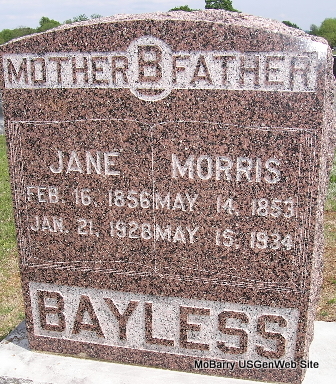 MOTHER B FATHER
JANE
FEB. 16, 1856
JAN. 21, 1928
MORRIS
MAY. 14, 1853
MAY. 15, 1934
BAYLESS
MoBarry USGenWeb Site